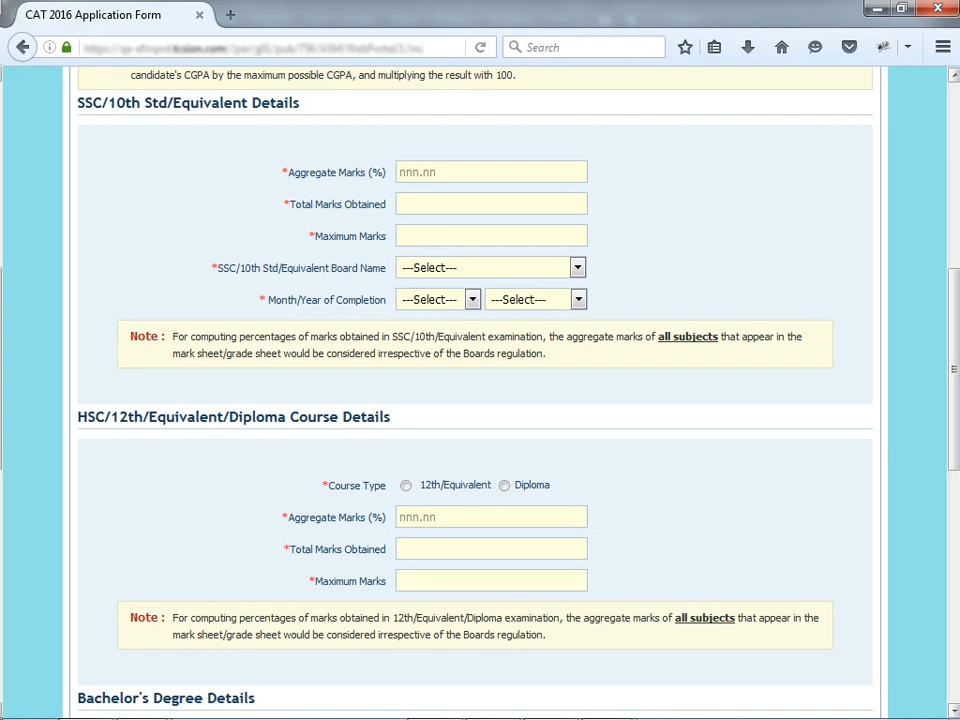 CAT 2016 Application Form
Search
candidate's CGPA by the maximum possible CGPA, and multiplying the result with 100.
SSC/10th Std/Equivalent Details
*Aggregate Marks (%) nnn.nn
*Total Marks Obtained
*Maximum Marks
*SSC/10th Std/Equivalent Board Name ---Select---
* Month/Year of Completion ---Select--- ---Select---
Note : For computing percentages of marks obtained in SSC/10th/Equivalent examination, the aggregate marks of all subjects that appear in the
mark sheet/grade sheet would be considered irrespective of the Boards regulation.
HSC/12th/Equivalent/Diploma Course Details
*Course Type 12th/Equivalent Diploma
*Aggregate Marks (%) nnn.nn
*Total Marks Obtained
*Maximum Marks
Note : For computing percentages of marks obtained in 12th/Equivalent/Diploma examination, the aggregate marks of all subjects that appear in the
mark sheet/grade sheet would be considered irrespective of the Boards regulation.
Bachelor's Degree Details